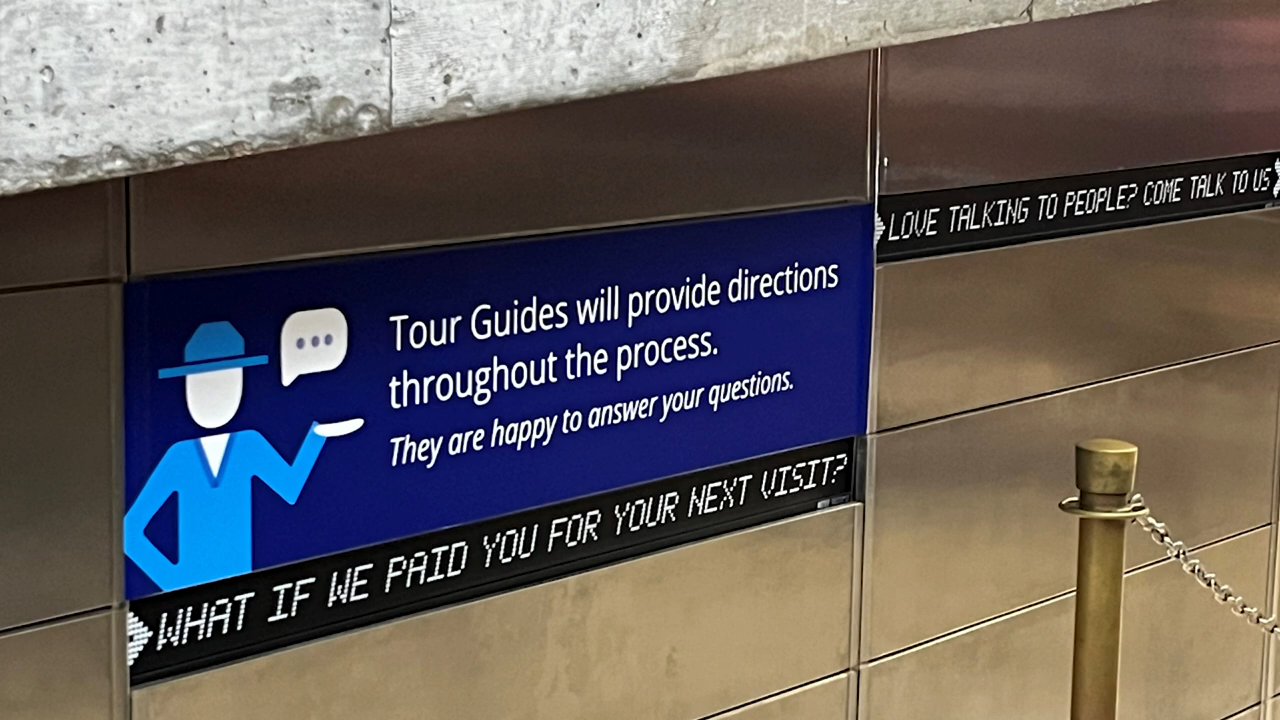 Tour Guides will provide directions
throughout the process.
They are happy to answer your questions.
WHAT IF WE PAID YOU FOR YOUR NEXT VISIT?
LOVE TALKING TO PEOPLE? COME TALK TO US